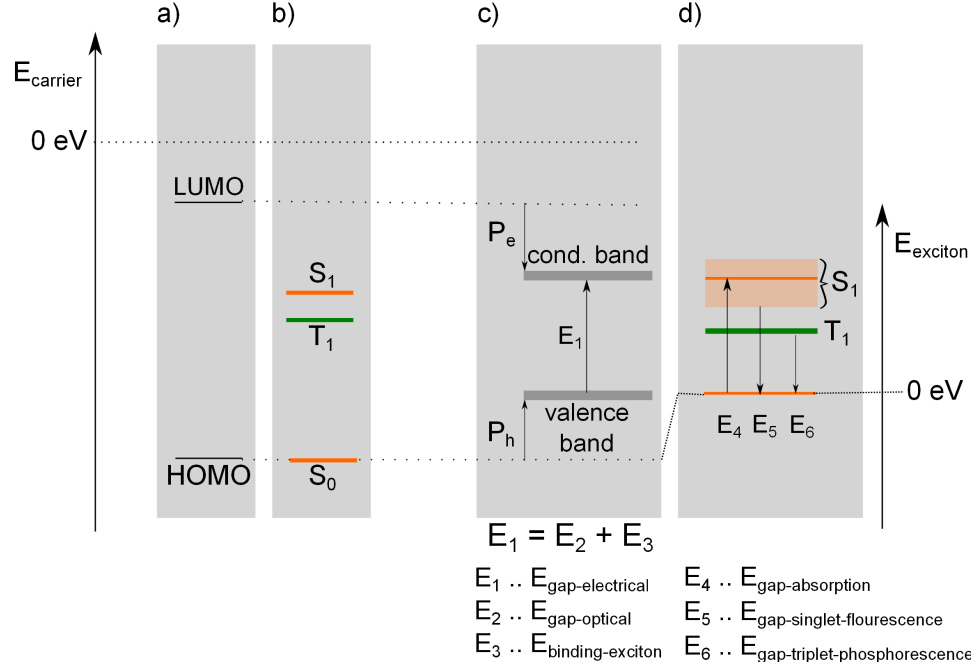 a)
b)
c)
d)
E_carrier
0 eV
LUMO
HOMO
S_1
T_1
S_0
P_e
cond. band
E_1
valence
band
P_h
S_1
T_1
E_4 E_5 E_6
E_exciton
0 eV
E_1 = E_2 + E_3
E_1 .. E_gap-electrical
E_2 .. E_gap-optical
E_3 .. E_binding-exciton
E_4 .. E_gap-absorption
E_5 .. E_gap-singlet-flourescence
E_6 .. E_gap-triplet-phosphorescence